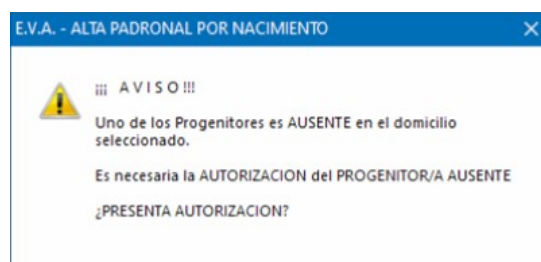 E.V.A. - ALTA PADRONAL POR NACIMIENTO
¡¡¡ A V I S O !!!
Uno de los Progenitores es AUSENTE en el domicilio
seleccionado.
Es necesaria la AUTORIZACION del PROGENITOR/A AUSENTE
¿PRESENTA AUTORIZACION?